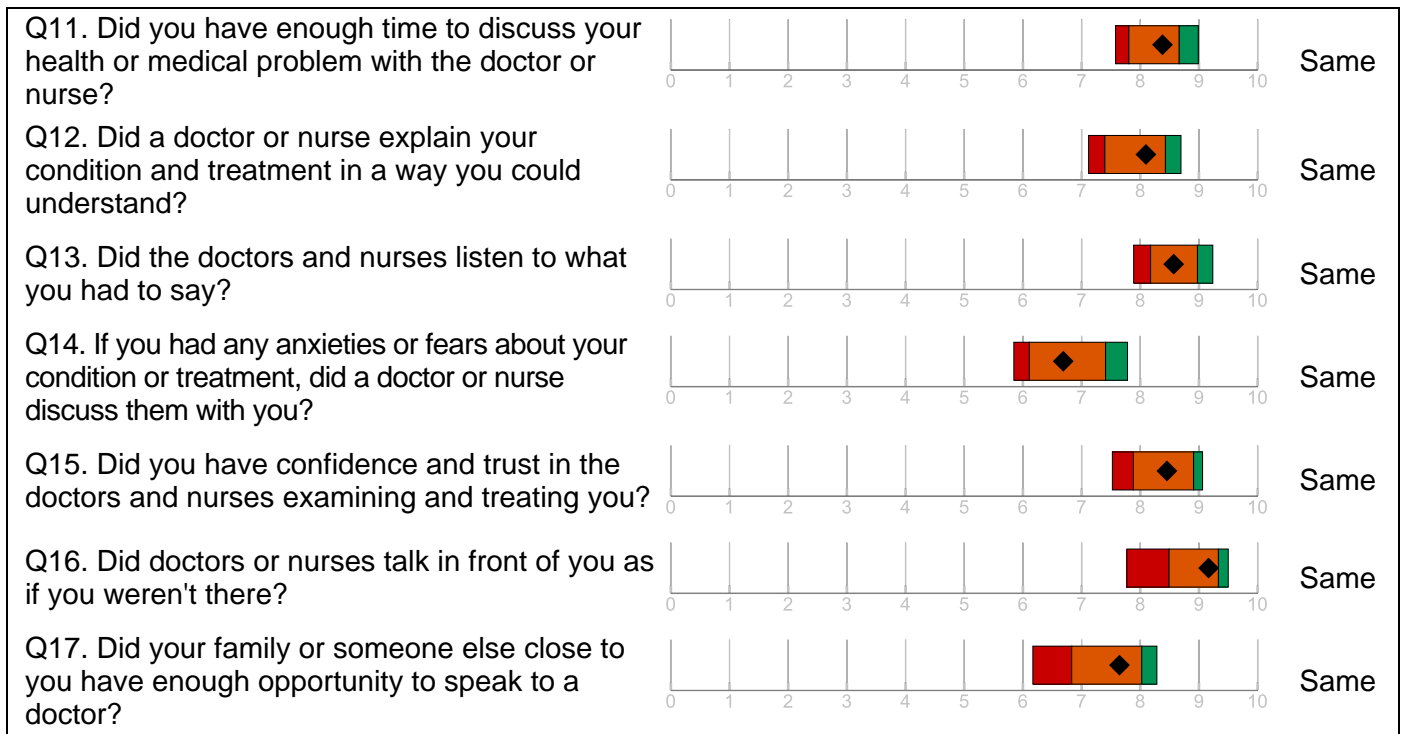 Q11. Did you have enough time to discuss your
health or medical problem with the doctor or
nurse?
0 1 2 3 4 5 6 7 8 9 10
Same
Q12. Did a doctor or nurse explain your
condition and treatment in a way you could
understand?
0 1 2 3 4 5 6 7 8 9 10
Same
Q13. Did the doctors and nurses listen to what
you had to say?
0 1 2 3 4 5 6 7 8 9 10
Same
Q14. If you had any anxieties or fears about your
condition or treatment, did a doctor or nurse
discuss them with you?
0 1 2 3 4 5 6 7 8 9 10
Same
Q15. Did you have confidence and trust in the
doctors and nurses examining and treating you?
0 1 2 3 4 5 6 7 8 9 10
Same
Q16. Did doctors or nurses talk in front of you as
if you weren't there?
0 1 2 3 4 5 6 7 8 9 10
Same
Q17. Did your family or someone else close to
you have enough opportunity to speak to a
doctor?
0 1 2 3 4 5 6 7 8 9 10
Same